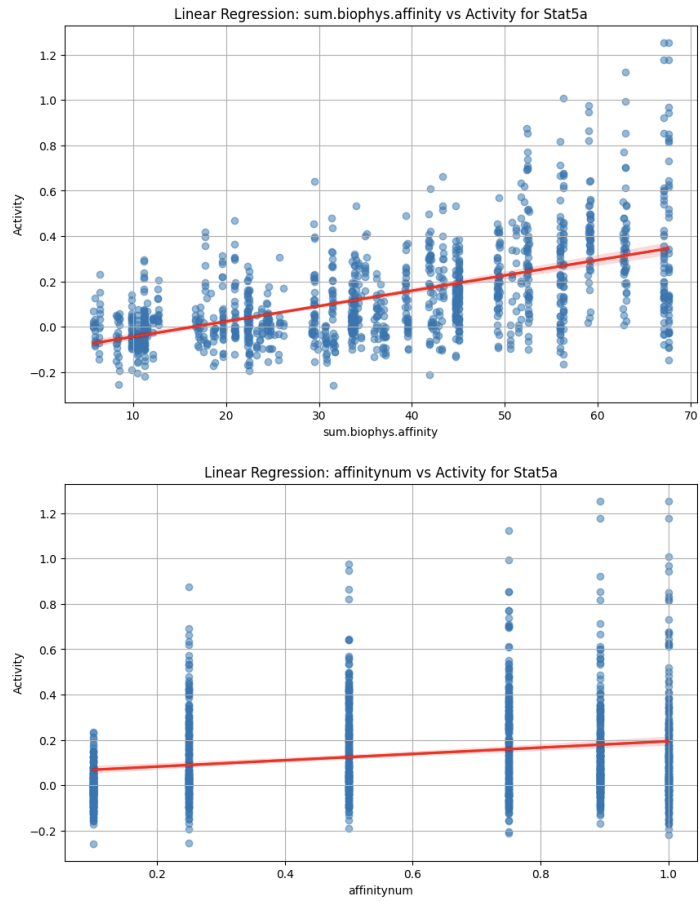 Linear Regression: sum.biophys.affinity vs Activity for Stat5a
1.2
1.0
0.8
0.6
0.4
0.2
0.0
−0.2
Activity
10 20 30 40 50 60 70
sum.biophys.affinity
Linear Regression: affinitynum vs Activity for Stat5a
1.2
1.0
0.8
0.6
0.4
0.2
0.0
−0.2
Activity
0.2 0.4 0.6 0.8 1.0
affinitynum